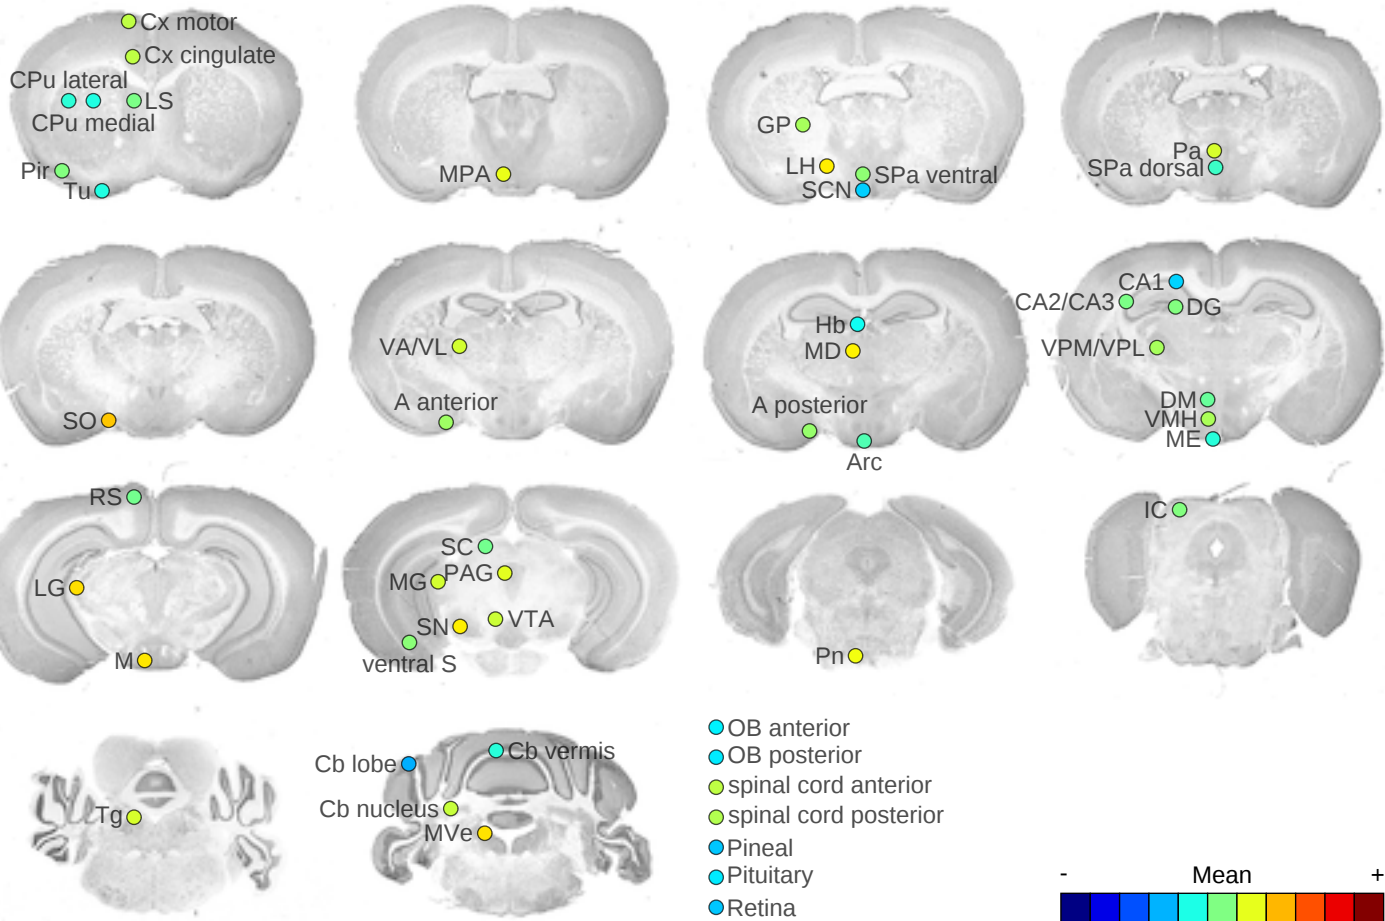 Cx motor
Cx cingulate
CPu lateral
LS
CPu medial
Pir
Tu
MPA
GP
LH
SPa ventral
SCN
Pa
SPa dorsal
SO
VA/VL
A anterior
Hb
MD
A posterior
Arc
CA1
CA2/CA3
DG
VPM/VPL
DM
VMH
ME
RS
LG
M
SC
MG
PAG
SN
VTA
ventral S
Pn
IC
Tg
Cb lobe
Cb vermis
Cb nucleus
MVe
OB anterior
OB posterior
spinal cord anterior
spinal cord posterior
Pineal
Pituitary
Retina
- Mean +